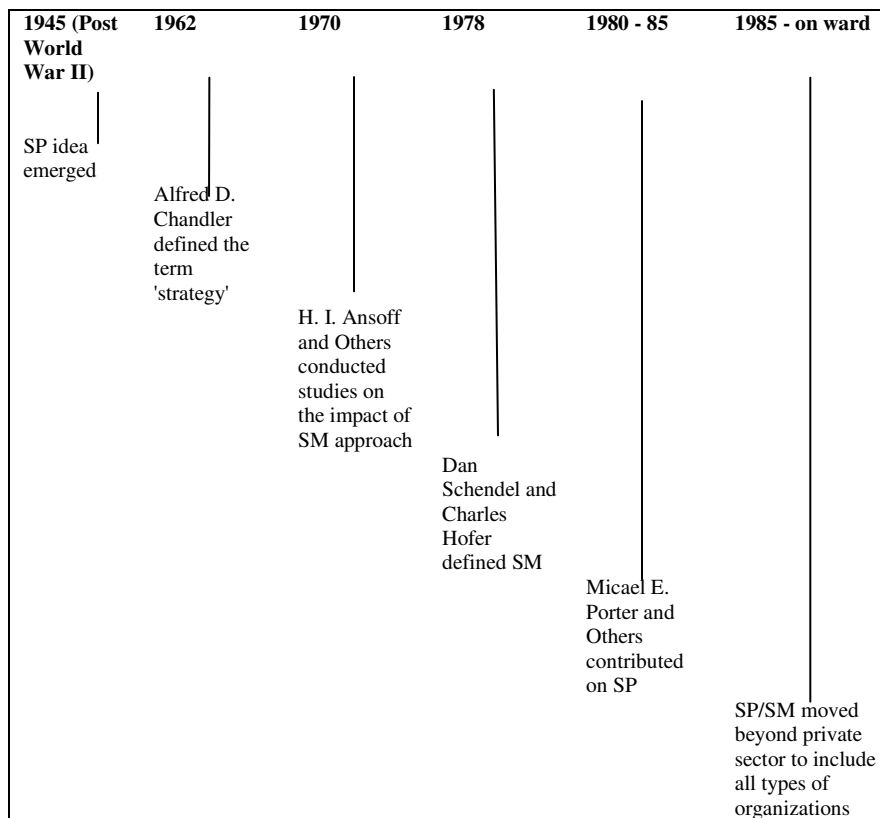 1945 (Post
World
War II)
1962
1970
1978
1980 - 85
1985 - on ward
SP idea
emerged
Alfred D.
Chandler
defined the
term
'strategy'
H. I. Ansoff
and Others
conducted
studies on
the impact of
SM approach
Dan
Schendel and
Charles
Hofer
defined SM
Micael E.
Porter and
Others
contributed
on SP
SP/SM moved
beyond private
sector to include
all types of
organizations